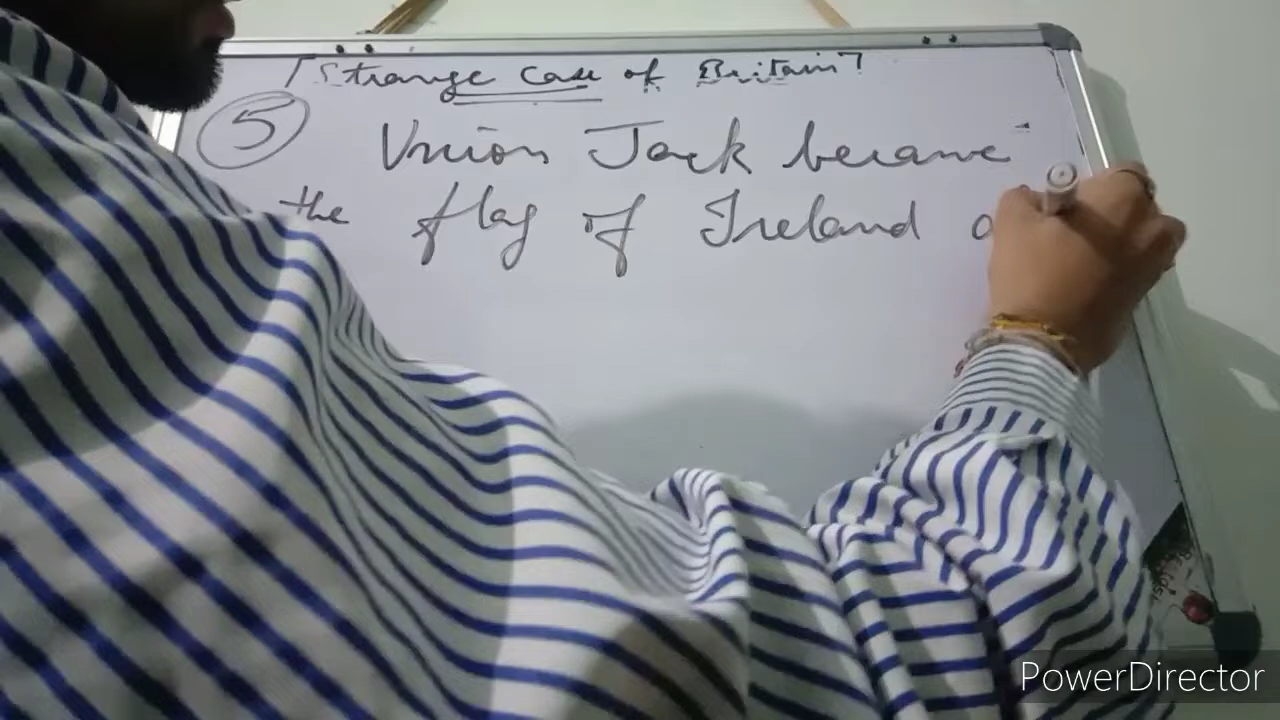 "Strange Case of Britain"
5 Union Jack became
the flag of Ireland a
PowerDirector